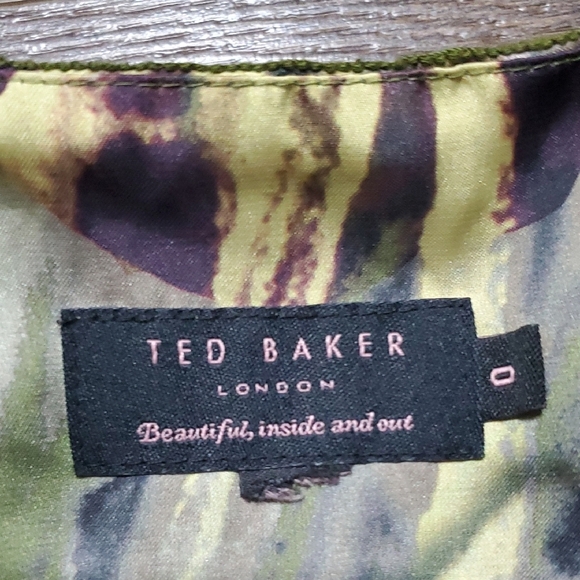 TED BAKER
LONDON
Beautiful, inside and out
0